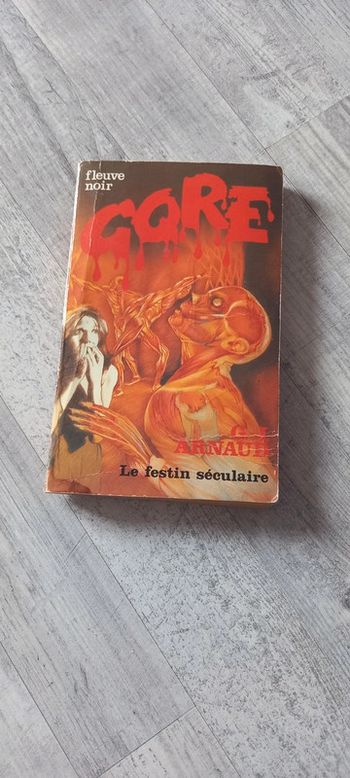 fleuve
noir
GORE
G.J.
ARNAUD
Le festin séculaire